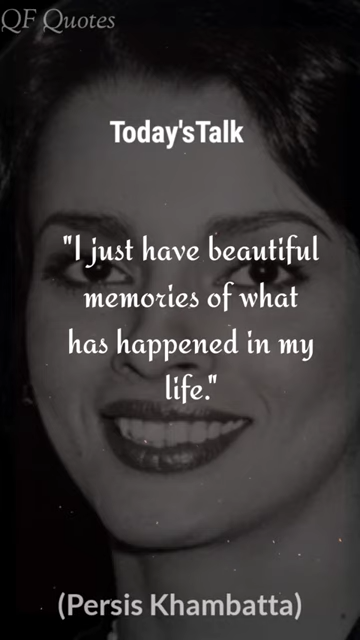 QF Quotes
Today'sTalk
"I just have beautiful
memories of what
has happened in my
life."
(Persis Khambatta)